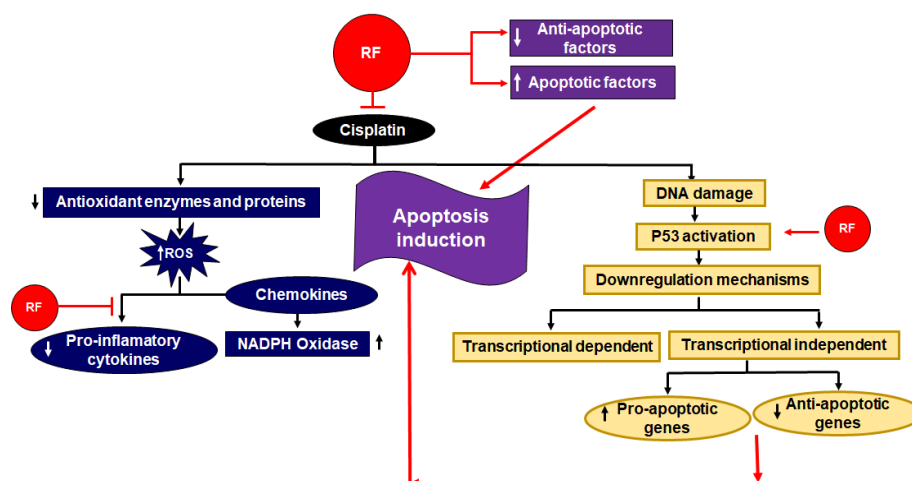 RF
Anti-apoptotic
factors
Apoptotic factors
Cisplatin
Antioxidant enzymes and proteins
ROS
Apoptosis
induction
DNA damage
P53 activation
RF
Downregulation mechanisms
RF
Chemokines
Pro-inflamatory
cytokines
NADPH Oxidase
Transcriptional dependent
Transcriptional independent
Pro-apoptotic
genes
Anti-apoptotic
genes